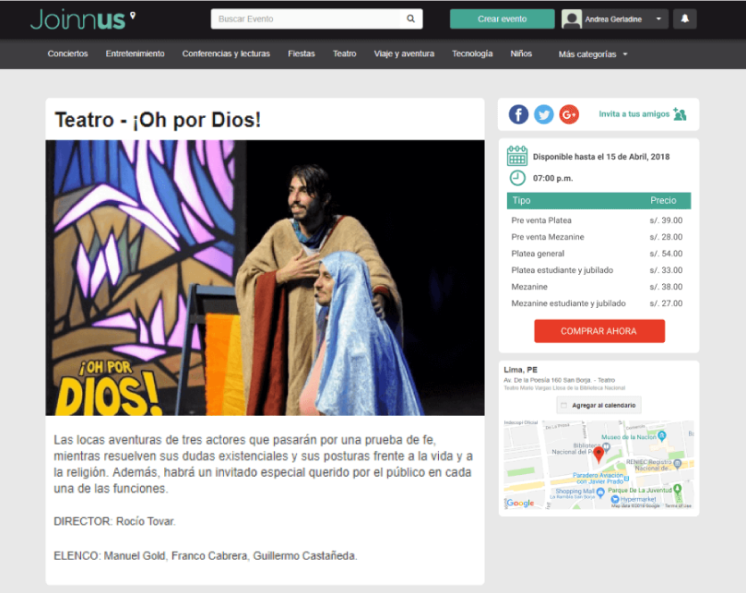 Joinnus
Buscar Evento
Crear evento
Andrea Gerladine
Conciertos
Entretenimiento
Conferencias y lecturas
Fiestas
Teatro
Viaje y aventura
Tecnología
Niños
Más categorías
Teatro - ¡Oh por Dios!
¡OH POR
DIOS!
Las locas aventuras de tres actores que pasarán por una prueba de fe,
mientras resuelven sus dudas existenciales y sus posturas frente a la vida y a
la religión. Además, habrá un invitado especial querido por el público en cada
una de las funciones.
DIRECTOR: Rocío Tovar.
ELENCO: Manuel Gold, Franco Cabrera, Guillermo Castañeda.
Invita a tus amigos
Disponible hasta el 15 de Abril, 2018
07:00 p.m.
Tipo Precio
Pre venta Platea s/. 39.00
Pre venta Mezanine s/. 28.00
Platea general s/. 54.00
Platea estudiante y jubilado s/. 33.00
Mezanine s/. 38.00
Mezanine estudiante y jubilado s/. 27.00
COMPRAR AHORA
Lima, PE
Av. De la Poesía 160 San Borja. - Teatro
Teatro Mario Vargas Llosa de la Biblioteca Nacional
Agregar al calendario
Museo de la Nación
Biblioteca
Nacional del
RENIEC Registro
Nacional de...
Paradero Aviación
con Javier Prado
Shopping Mall
La Rambla San Borja
Parque De La Juventud
Hypermarket
Google
Map data ©2018 Google
Terms of use